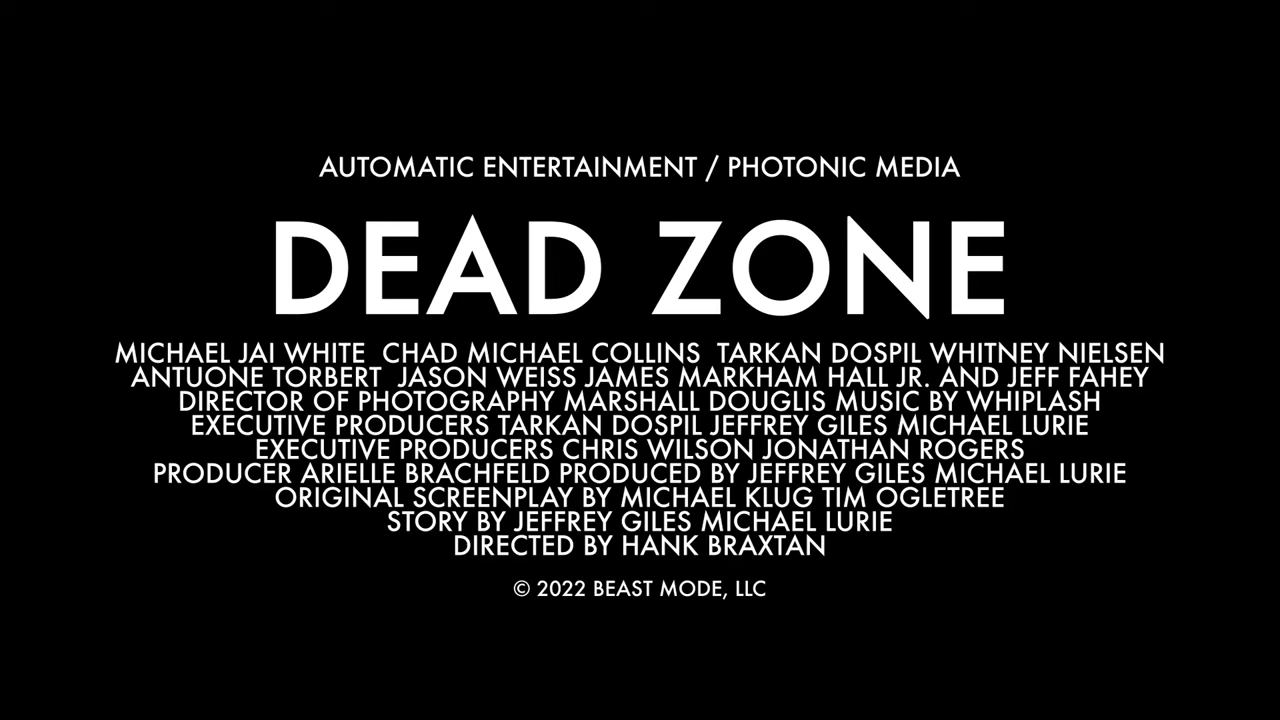 AUTOMATIC ENTERTAINMENT / PHOTONIC MEDIA
DEAD ZONE
MICHAEL JAI WHITE CHAD MICHAEL COLLINS TARKAN DOSPIL WHITNEY NIELSEN
ANTUONE TORBERT JASON WEISS JAMES MARKHAM HALL JR. AND JEFF FAHEY
DIRECTOR OF PHOTOGRAPHY MARSHALL DOUGLIS MUSIC BY WHIPLASH
EXECUTIVE PRODUCERS TARKAN DOSPIL JEFFREY GILES MICHAEL LURIE
EXECUTIVE PRODUCERS CHRIS WILSON JONATHAN ROGERS
PRODUCER ARIELLE BRACHFELD PRODUCED BY JEFFREY GILES MICHAEL LURIE
ORIGINAL SCREENPLAY BY MICHAEL KLUG TIM OGLETREE
STORY BY JEFFREY GILES MICHAEL LURIE
DIRECTED BY HANK BRAXTAN
© 2022 BEAST MODE, LLC